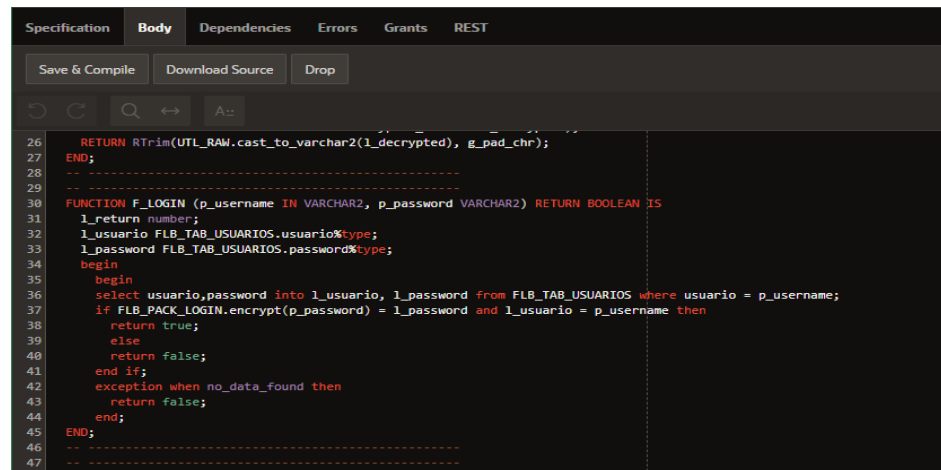 Specification Body Dependencies Errors Grants REST
Save & Compile Download Source Drop
A::
26 RETURN RTrim(UTL_RAW.cast_to_varchar2(l_decrypted), g_pad_chr);
27 END;
28 -- --------------------------------------------------
29 -- --------------------------------------------------
30 FUNCTION F_LOGIN (p_username IN VARCHAR2, p_password VARCHAR2) RETURN BOOLEAN IS
31 l_return number;
32 l_usuario FLB_TAB_USUARIOS.usuario%type;
33 l_password FLB_TAB_USUARIOS.password%type;
34 begin
35 begin
36 select usuario,password into l_usuario, l_password from FLB_TAB_USUARIOS where usuario = p_username;
37 if FLB_PACK_LOGIN.encrypt(p_password) = l_password and l_usuario = p_username then
38 return true;
39 else
40 return false;
41 end if;
42 exception when no_data_found then
43 return false;
44 end;
45 END;
46 -- --------------------------------------------------
47 -- --------------------------------------------------